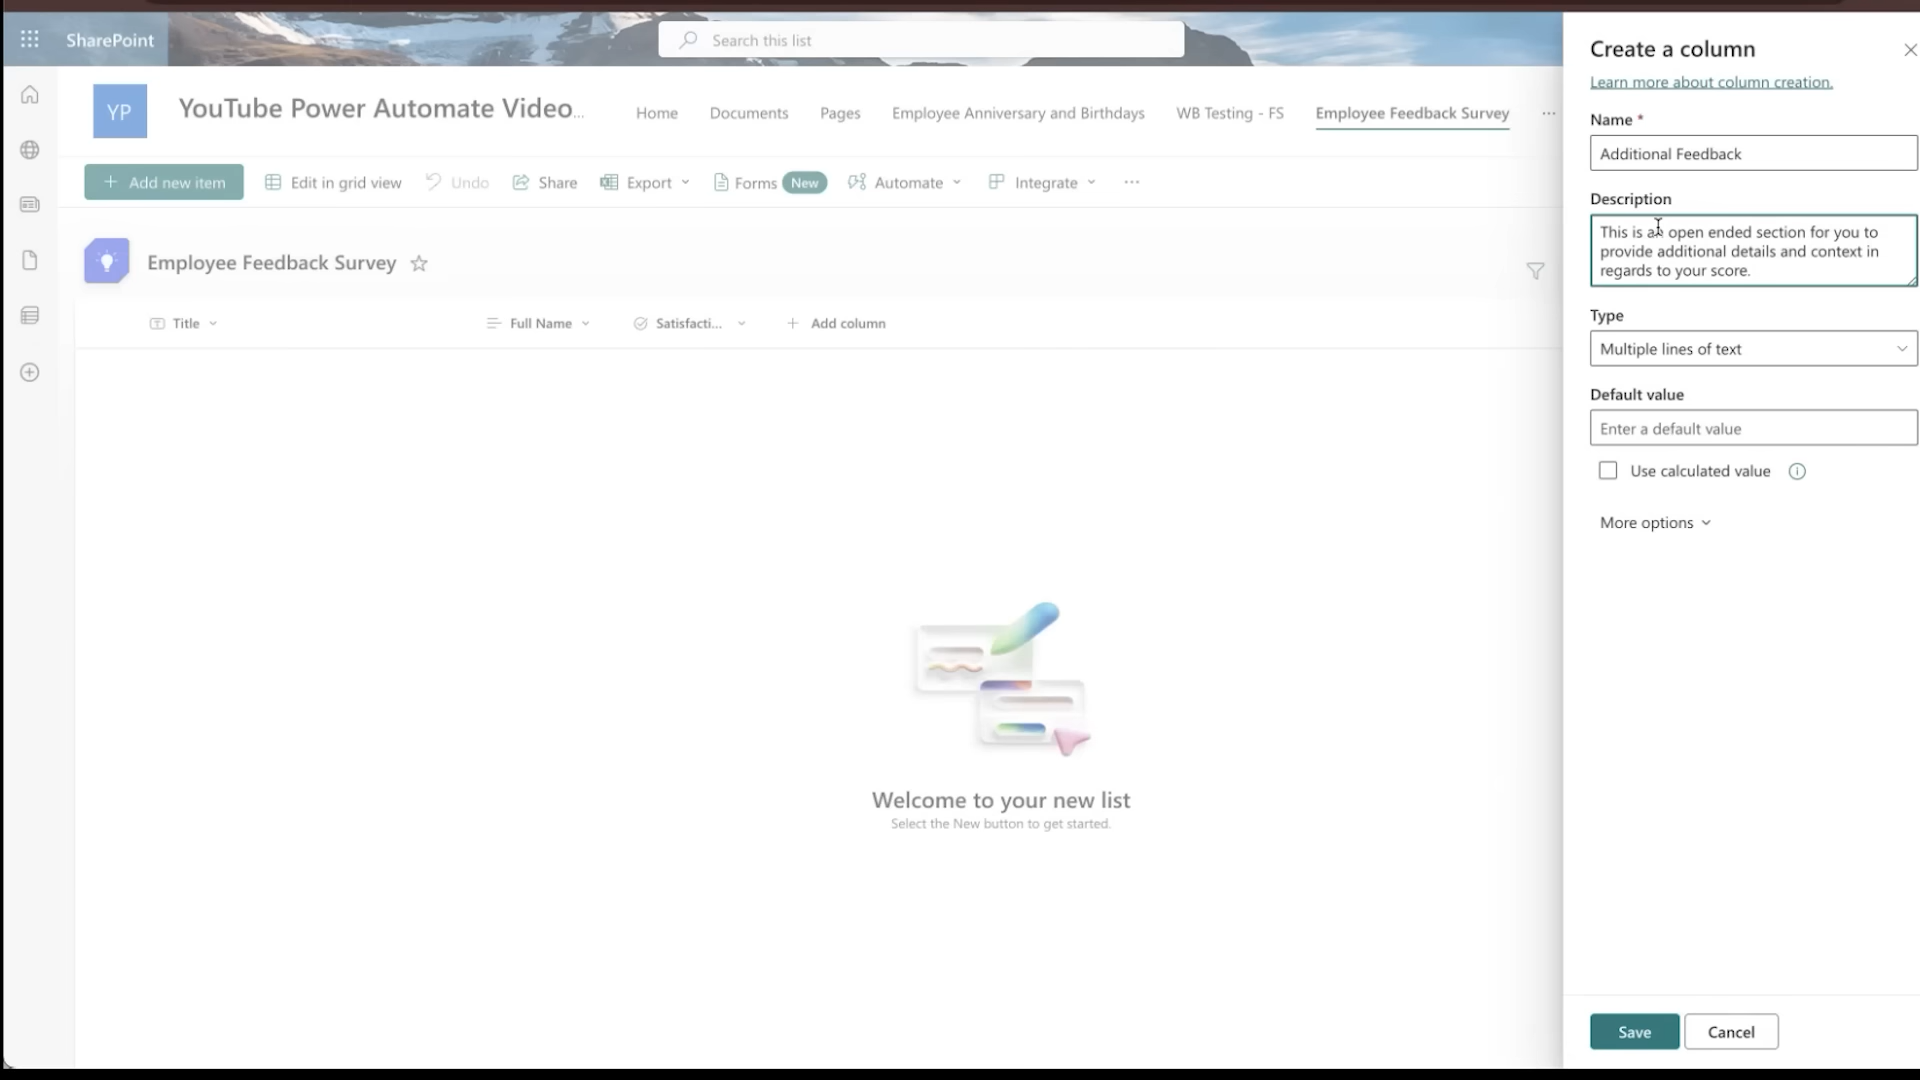 SharePoint
Search this list
YP
YouTube Power Automate Video...
Home
Documents
Pages
Employee Anniversary and Birthdays
WB Testing - FS
Employee Feedback Survey
...
+ Add new item
Edit in grid view
Undo
Share
Export
Forms New
Automate
Integrate
...
Employee Feedback Survey
Title
Full Name
Satisfacti...
+ Add column
Welcome to your new list
Select the New button to get started.
Create a column
Learn more about column creation.
Name *
Additional Feedback
Description
This is an open ended section for you to
provide additional details and context in
regards to your score.
Type
Multiple lines of text
Default value
Enter a default value
Use calculated value
More options
Save
Cancel